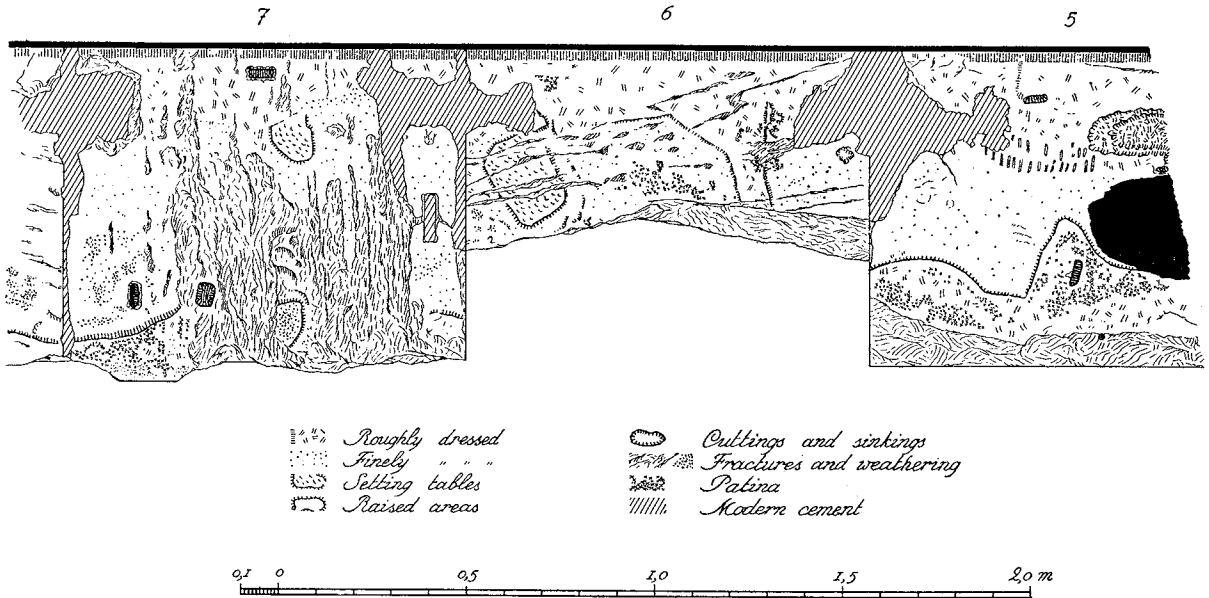 7 6 5
Roughly dressed
Finely " " "
Setting tables
Raised areas
Cuttings and sinkings
Fractures and weathering
Patina
Modern cement
0,1 0 0,5 1,0 1,5 2,0 m